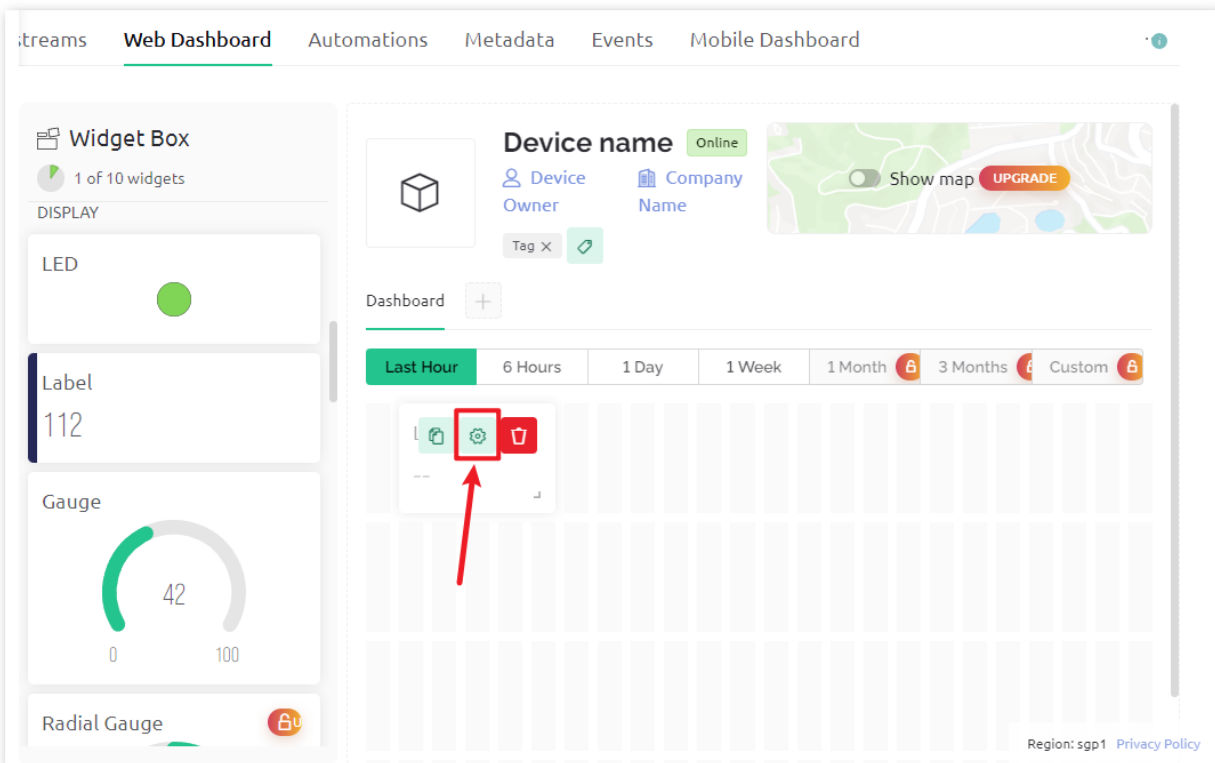 streams Web Dashboard Automations Metadata Events Mobile Dashboard
Widget Box
1 of 10 widgets
DISPLAY
LED
Label
112
Gauge
42
0 100
Radial Gauge
Device name Online
Device Owner
Company Name
Show map UPGRADE
Tag ×
Dashboard +
Last Hour 6 Hours 1 Day 1 Week 1 Month 3 Months Custom
--
Region: sgp1 Privacy Policy